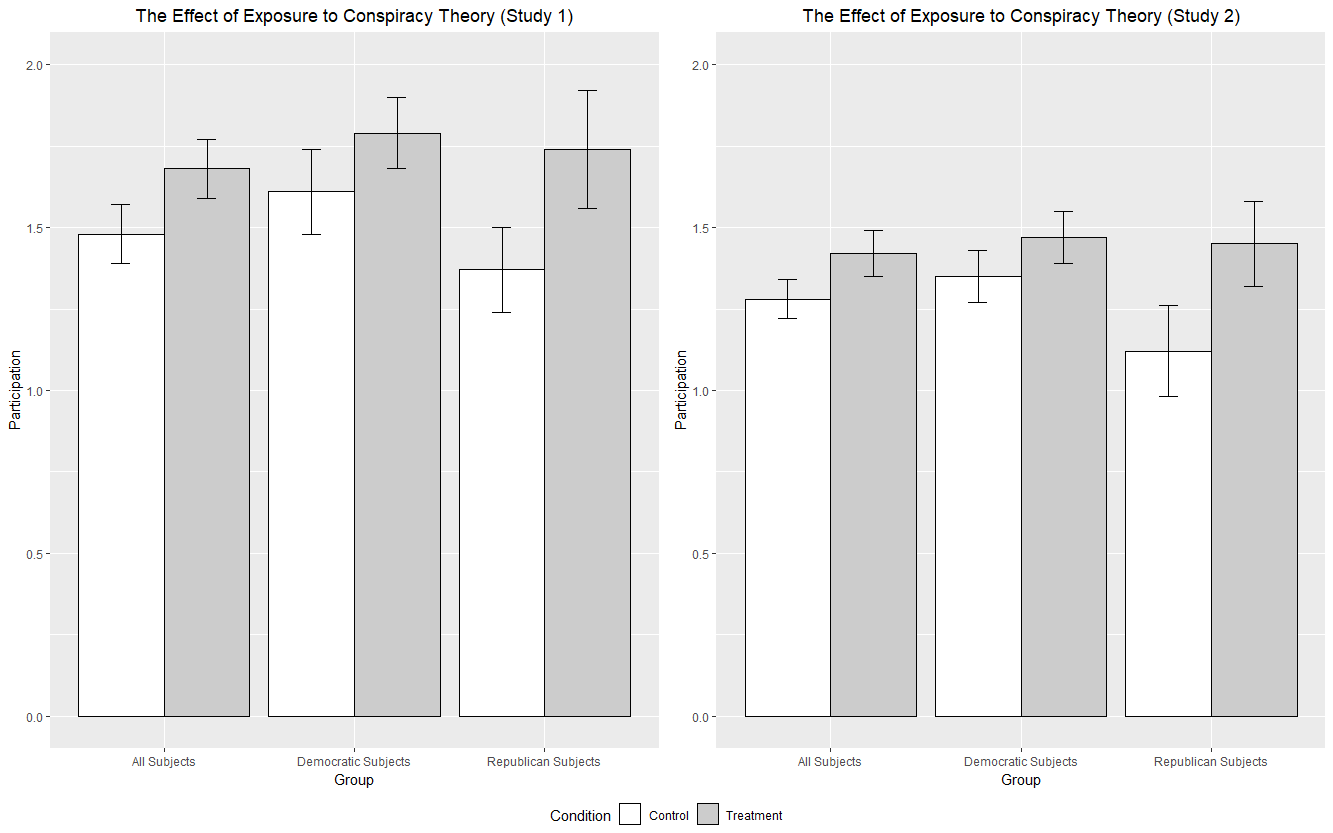 The Effect of Exposure to Conspiracy Theory (Study 1)
Participation
2.0
1.5
1.0
0.5
0.0
All Subjects
Democratic Subjects
Republican Subjects
Group
The Effect of Exposure to Conspiracy Theory (Study 2)
Participation
2.0
1.5
1.0
0.5
0.0
All Subjects
Democratic Subjects
Republican Subjects
Group
Condition Control Treatment